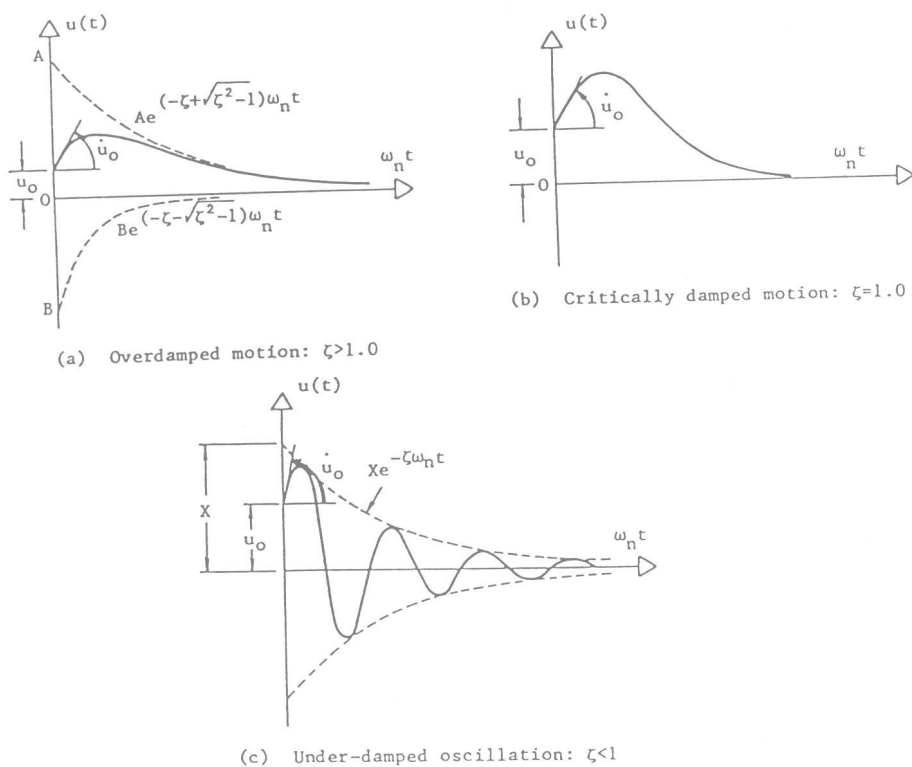 u(t)
A
Ae^(-ζ+√ζ²-1)ω_n t
u̇_o
u_o
ω_n t
0
Be^(-ζ-√ζ²-1)ω_n t
B
(a) Overdamped motion: ζ>1.0
u(t)
u̇_o
u_o
ω_n t
0
(b) Critically damped motion: ζ=1.0
u(t)
u̇_o
Xe^-ζω_n t
X
u_o
ω_n t
(c) Under-damped oscillation: ζ<1